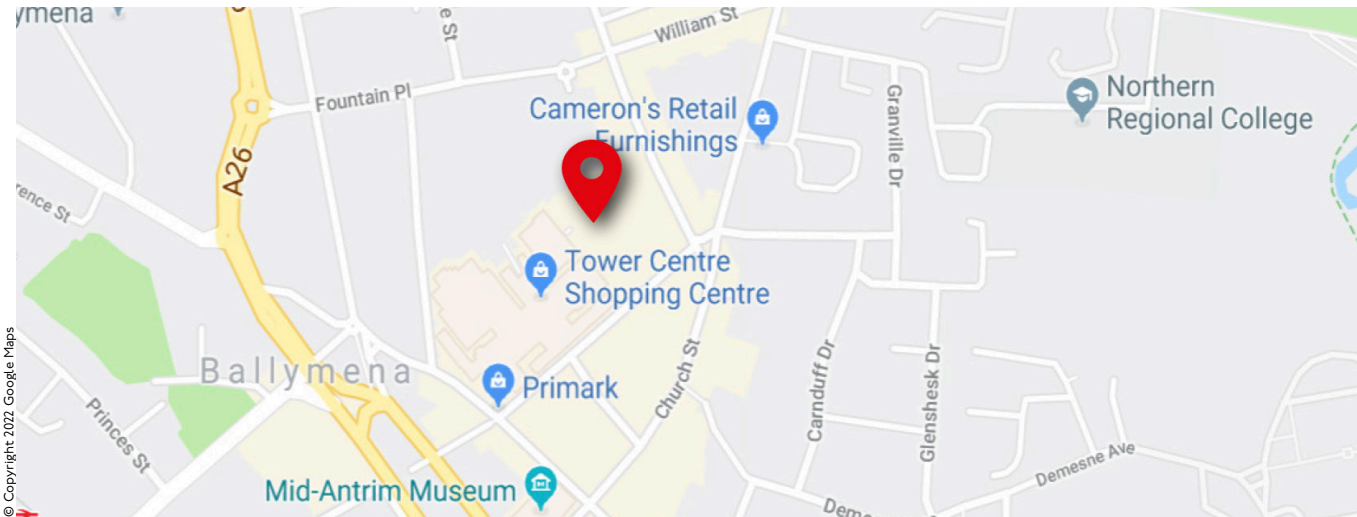 ymena
e St
William St
Fountain Pl
Cameron's Retail
Furnishings
Granville Dr
Northern
Regional College
A26
rence St
Tower Centre
Shopping Centre
Ballymena
Primark
Church St
Carnduff Dr
Glenshesk Dr
Princes St
Demesne Ave
Mid-Antrim Museum
Deme
© Copyright 2022 Google Maps